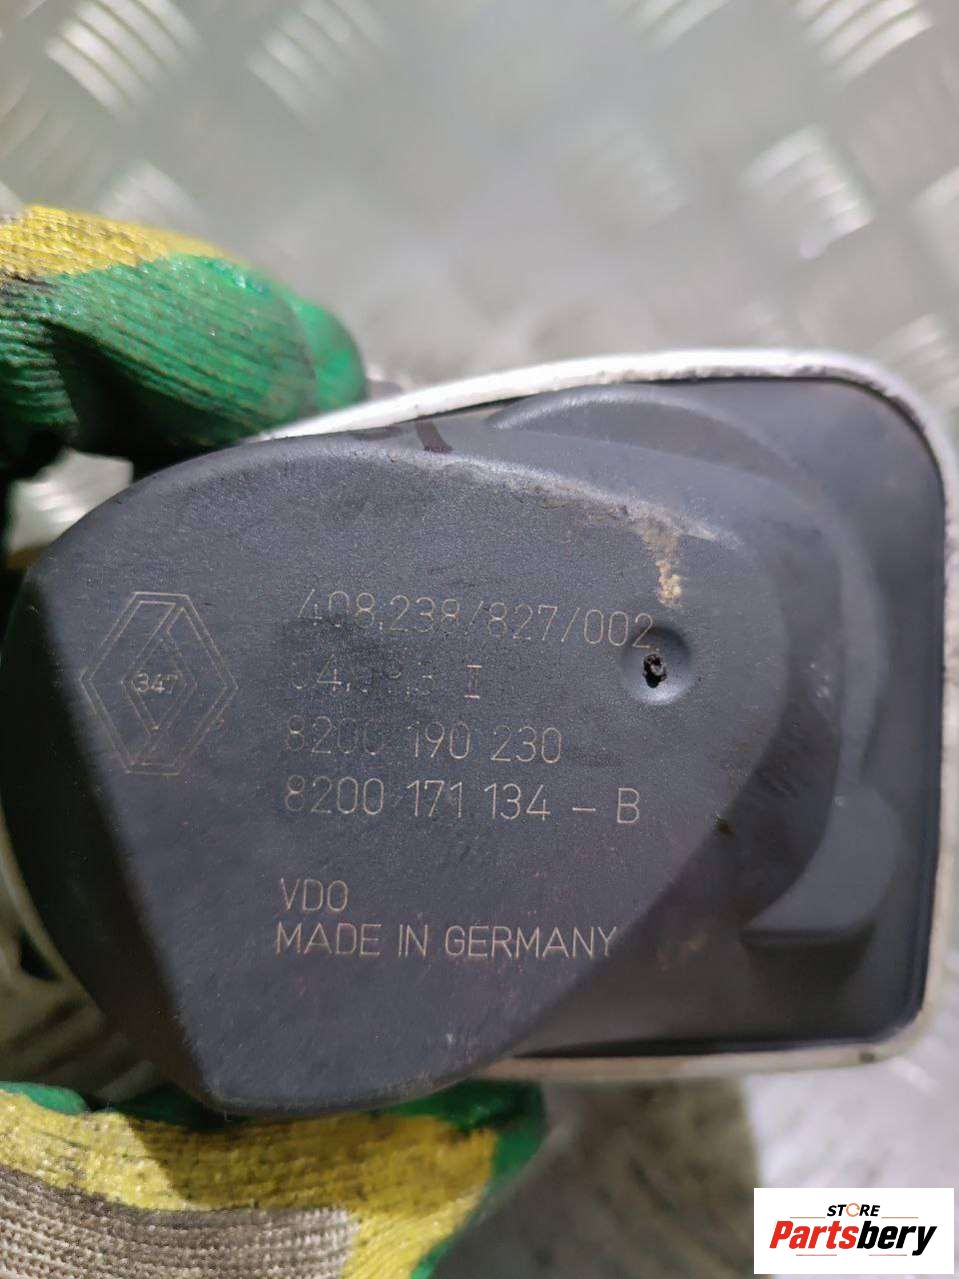 408.238/827/002
347
I
8200 190 230
8200 171 134 - B
VDO
MADE IN GERMANY
STORE
Partsbery